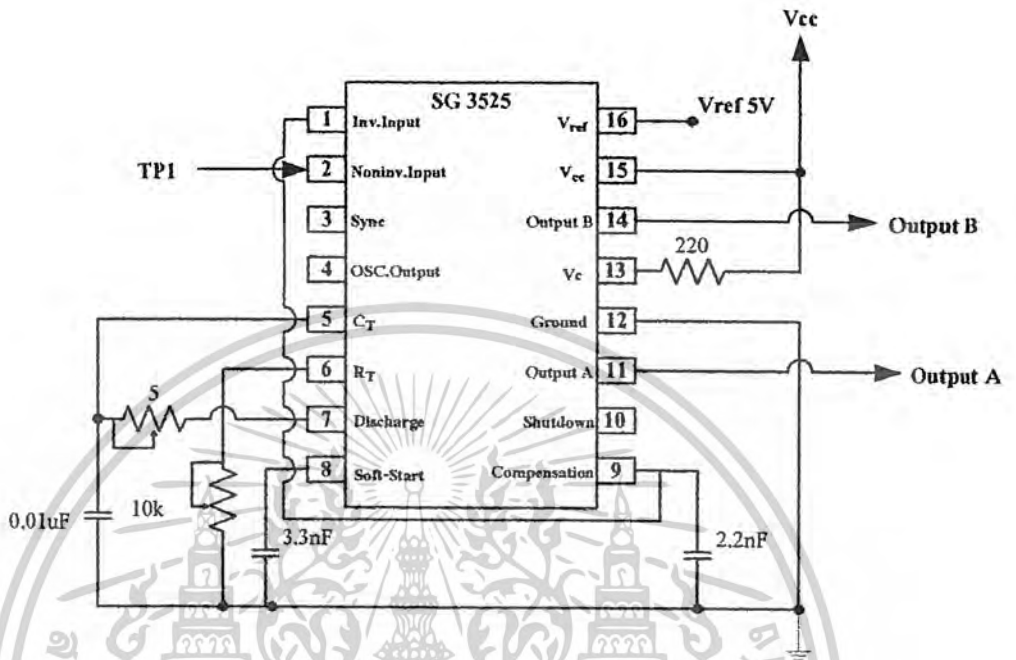 Vcc
SG 3525
1 Inv.Input
Vref 16
Vref 5V
TP1
2 Noninv.Input
Vcc 15
3 Sync
Output B 14
Output B
4 OSC.Output
Vc 13
220
5 CT
Ground 12
6 RT
Output A 11
Output A
5
7 Discharge
Shutdown 10
8 Soft-Start
Compensation 9
0.01uF
10k
3.3nF
2.2nF